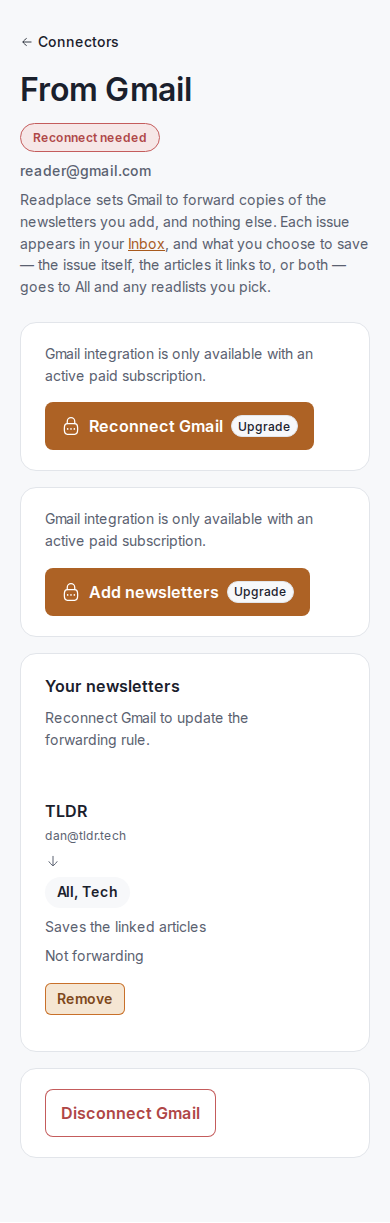 ← Connectors
From Gmail
Reconnect needed
reader@gmail.com
Readplace sets Gmail to forward copies of the
newsletters you add, and nothing else. Each issue
appears in your Inbox, and what you choose to save
— the issue itself, the articles it links to, or both —
goes to All and any readlists you pick.
Gmail integration is only available with an
active paid subscription.
Reconnect Gmail Upgrade
Gmail integration is only available with an
active paid subscription.
Add newsletters Upgrade
Your newsletters
Reconnect Gmail to update the
forwarding rule.
TLDR
dan@tldr.tech
↓
All, Tech
Saves the linked articles
Not forwarding
Remove
Disconnect Gmail